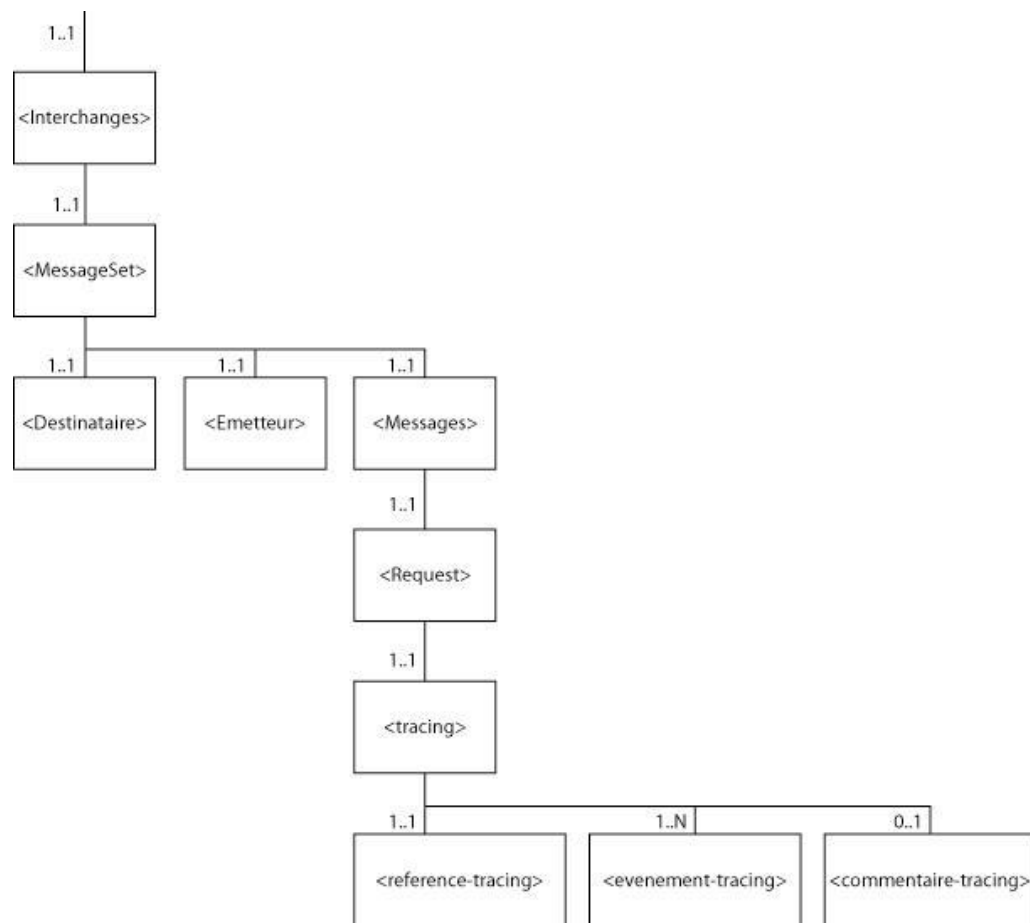 1..1
<Interchanges>
1..1
<MessageSet>
1..1 1..1 1..1
<Destinataire> <Emetteur> <Messages>
1..1
<Request>
1..1
<tracing>
1..1 1..N 0..1
<reference-tracing> <evenement-tracing> <commentaire-tracing>